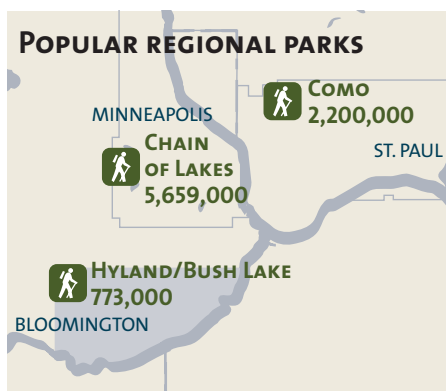 Popular regional parks
Como
2,200,000
MINNEAPOLIS
Chain
of Lakes
5,659,000
ST. PAUL
Hyland/Bush Lake
773,000
BLOOMINGTON